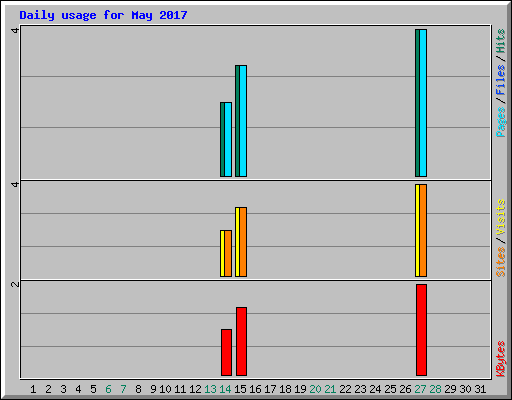 Daily usage for May 2017
4
4
2
Pages / Files / Hits
Sites / Visits
KBytes
1 2 3 4 5 6 7 8 9 10 11 12 13 14 15 16 17 18 19 20 21 22 23 24 25 26 27 28 29 30 31